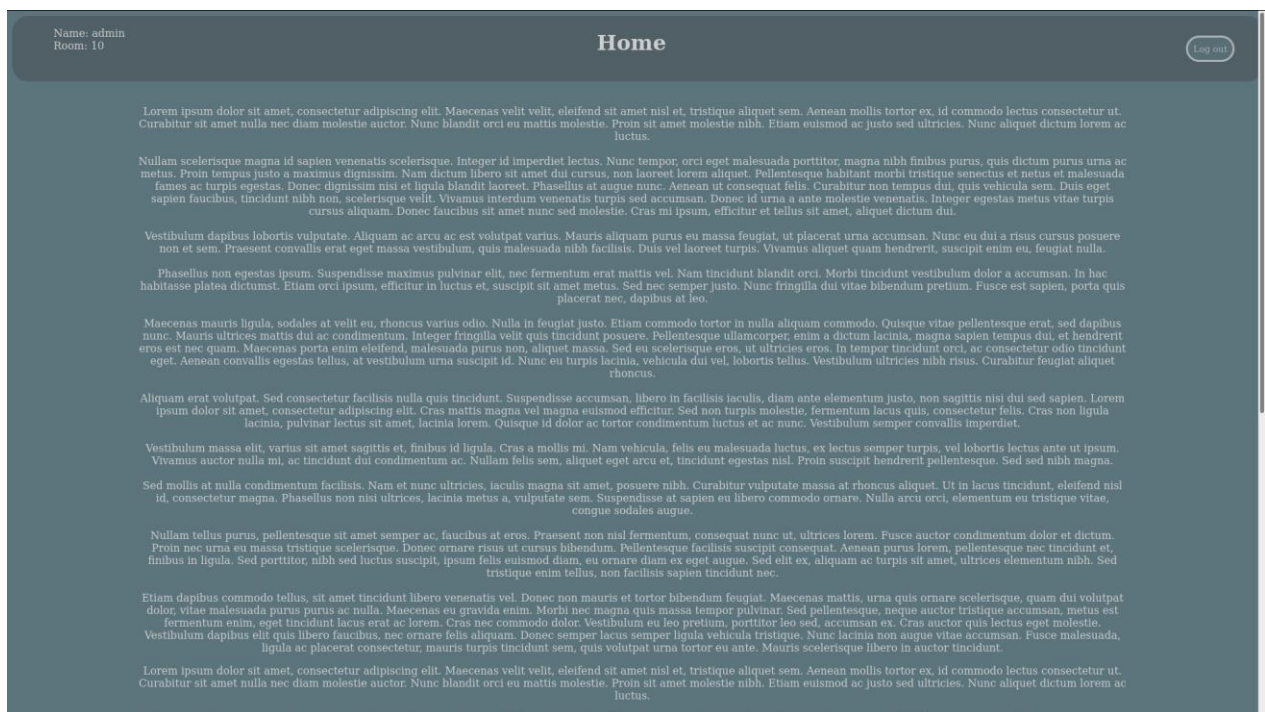 Name: admin
Room: 10
Home
Log out
Lorem ipsum dolor sit amet, consectetur adipiscing elit. Maecenas velit velit, eleifend sit amet nisl et, tristique aliquet sem. Aenean mollis tortor ex, id commodo lectus consectetur ut.
Curabitur sit amet nulla nec diam molestie auctor. Nunc blandit orci eu mattis molestie. Proin sit amet molestie nibh. Etiam euismod ac justo sed ultricies. Nunc aliquet dictum lorem ac
luctus.
Nullam scelerisque magna id sapien venenatis scelerisque. Integer id imperdiet lectus. Nunc tempor, orci eget malesuada porttitor, magna nibh finibus purus, quis dictum purus urna ac
metus. Proin tempus justo a maximus dignissim. Nam dictum libero sit amet dui cursus, non laoreet lorem aliquet. Pellentesque habitant morbi tristique senectus et netus et malesuada
fames ac turpis egestas. Donec dignissim nisi et ligula blandit laoreet. Phasellus at augue nunc. Aenean ut consequat felis. Curabitur non tempus dui, quis vehicula sem. Duis eget
sapien faucibus, tincidunt nibh non, scelerisque velit. Vivamus interdum venenatis turpis sed accumsan. Donec id urna a ante molestie venenatis. Integer egestas metus vitae turpis
cursus aliquam. Donec faucibus sit amet nunc sed molestie. Cras mi ipsum, efficitur et tellus sit amet, aliquet dictum dui.
Vestibulum dapibus lobortis vulputate. Aliquam ac arcu ac est volutpat varius. Mauris aliquam purus eu massa feugiat, ut placerat urna accumsan. Nunc eu dui a risus cursus posuere
non et sem. Praesent convallis erat eget massa vestibulum, quis malesuada nibh facilisis. Duis vel laoreet turpis. Vivamus aliquet quam hendrerit, suscipit enim eu, feugiat nulla.
Phasellus non egestas ipsum. Suspendisse maximus pulvinar elit, nec fermentum erat mattis vel. Nam tincidunt blandit orci. Morbi tincidunt vestibulum dolor a accumsan. In hac
habitasse platea dictumst. Etiam orci ipsum, efficitur in luctus et, suscipit sit amet metus. Sed nec semper justo. Nunc fringilla dui vitae bibendum pretium. Fusce est sapien, porta quis
placerat nec, dapibus at leo.
Maecenas mauris ligula, sodales at velit eu, rhoncus varius odio. Nulla in feugiat justo. Etiam commodo tortor in nulla aliquam commodo. Quisque vitae pellentesque erat, sed dapibus
nunc. Mauris ultrices mattis dui ac condimentum. Integer fringilla velit quis tincidunt posuere. Pellentesque ullamcorper, enim a dictum lacinia, magna sapien tempus dui, et hendrerit
eros est nec quam. Maecenas porta enim eleifend, malesuada purus non, aliquet massa. Sed eu scelerisque eros, ut ultricies eros. In tempor tincidunt orci, ac consectetur odio tincidunt
eget. Aenean convallis egestas tellus, at vestibulum urna suscipit id. Nunc eu turpis lacinia, vehicula dui vel, lobortis tellus. Vestibulum ultricies nibh risus. Curabitur feugiat aliquet
rhoncus.
Aliquam erat volutpat. Sed consectetur facilisis nulla quis tincidunt. Suspendisse accumsan, libero in facilisis iaculis, diam ante elementum justo, non sagittis nisi dui sed sapien. Lorem
ipsum dolor sit amet, consectetur adipiscing elit. Cras mattis magna vel magna euismod efficitur. Sed non turpis molestie, fermentum lacus quis, consectetur felis. Cras non ligula
lacinia, pulvinar lectus sit amet, lacinia lorem. Quisque id dolor ac tortor condimentum luctus et ac nunc. Vestibulum semper convallis imperdiet.
Vestibulum massa elit, varius sit amet sagittis et, finibus id ligula. Cras a mollis mi. Nam vehicula, felis eu malesuada luctus, ex lectus semper turpis, vel lobortis lectus ante ut ipsum.
Vivamus auctor nulla mi, ac tincidunt dui condimentum ac. Nullam felis sem, aliquet eget arcu et, tincidunt egestas nisl. Proin suscipit hendrerit pellentesque. Sed sed nibh magna.
Sed mollis at nulla condimentum facilisis. Nam et nunc ultricies, iaculis magna sit amet, posuere nibh. Curabitur vulputate massa at rhoncus aliquet. Ut in lacus tincidunt, eleifend nisl
id, consectetur magna. Phasellus non nisi ultrices, lacinia metus a, vulputate sem. Suspendisse at sapien eu libero commodo ornare. Nulla arcu orci, elementum eu tristique vitae,
congue sodales augue.
Nullam tellus purus, pellentesque sit amet semper ac, faucibus at eros. Praesent non nisl fermentum, consequat nunc ut, ultrices lorem. Fusce auctor condimentum dolor et dictum.
Proin nec urna eu massa tristique scelerisque. Donec ornare risus ut cursus bibendum. Pellentesque facilisis suscipit consequat. Aenean purus lorem, pellentesque nec tincidunt et,
finibus in ligula. Sed porttitor, nibh sed luctus suscipit, ipsum felis euismod diam, eu ornare diam ex eget augue. Sed elit ex, aliquam ac turpis sit amet, ultrices elementum nibh. Sed
tristique enim tellus, non facilisis sapien tincidunt nec.
Etiam dapibus commodo tellus, sit amet tincidunt libero venenatis vel. Donec non mauris et tortor bibendum feugiat. Maecenas mattis, urna quis ornare scelerisque, quam dui volutpat
dolor, vitae malesuada purus purus ac nulla. Maecenas eu gravida enim. Morbi nec magna quis massa tempor pulvinar. Sed pellentesque, neque auctor tristique accumsan, metus est
fermentum enim, eget tincidunt lacus erat ac lorem. Cras nec commodo dolor. Vestibulum eu leo pretium, porttitor leo sed, accumsan ex. Cras auctor quis lectus eget molestie.
Vestibulum dapibus elit quis libero faucibus, nec ornare felis aliquam. Donec semper lacus semper ligula vehicula tristique. Nunc lacinia non augue vitae accumsan. Fusce malesuada,
ligula ac placerat consectetur, mauris turpis tincidunt sem, quis volutpat urna tortor eu ante. Mauris scelerisque libero in auctor tincidunt.
Lorem ipsum dolor sit amet, consectetur adipiscing elit. Maecenas velit velit, eleifend sit amet nisl et, tristique aliquet sem. Aenean mollis tortor ex, id commodo lectus consectetur ut.
Curabitur sit amet nulla nec diam molestie auctor. Nunc blandit orci eu mattis molestie. Proin sit amet molestie nibh. Etiam euismod ac justo sed ultricies. Nunc aliquet dictum lorem ac
luctus.